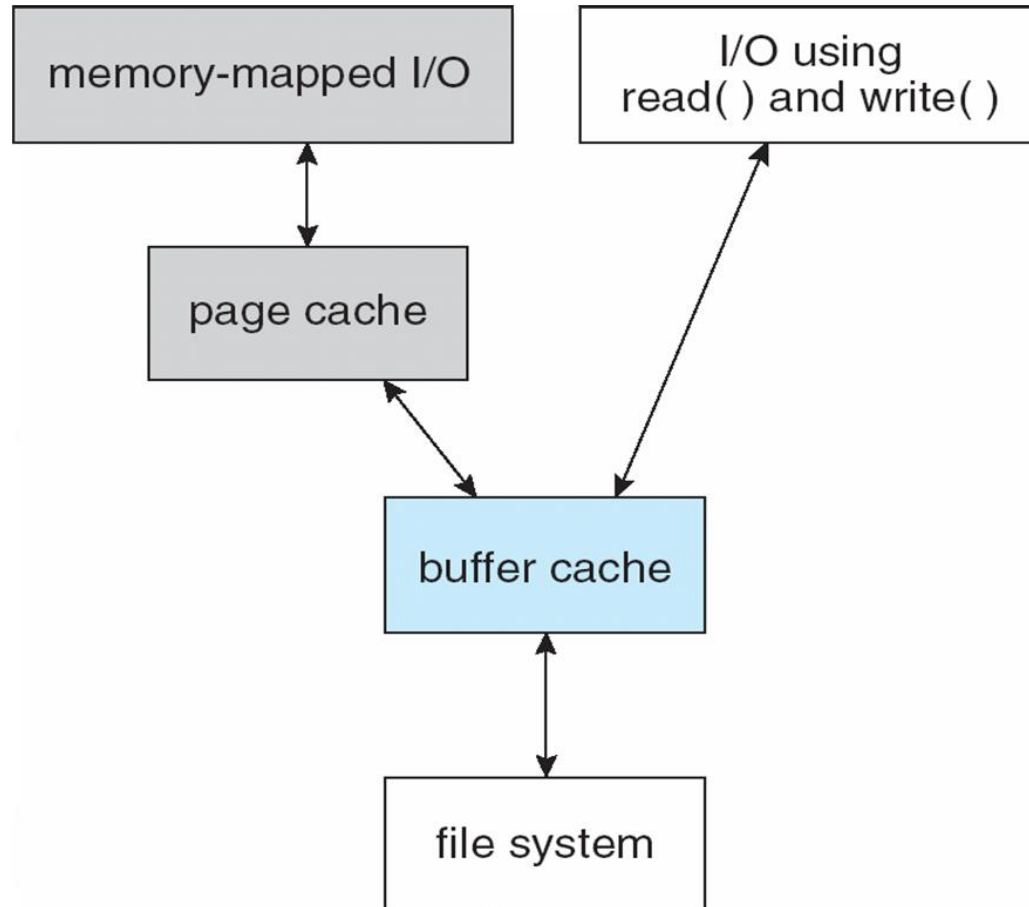 memory-mapped I/O
I/O using
read( ) and write( )
page cache
buffer cache
file system